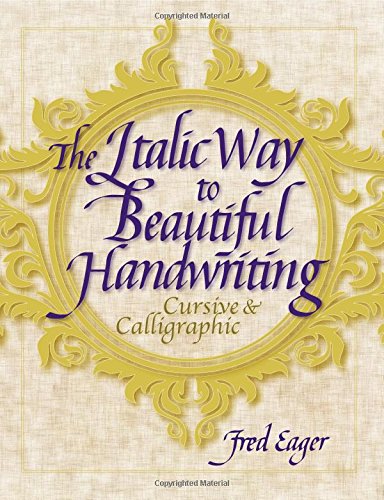 Copyrighted Material
The Italic Way
to
Beautiful
Handwriting
Cursive &
Calligraphic
Fred Eager
Copyrighted Material